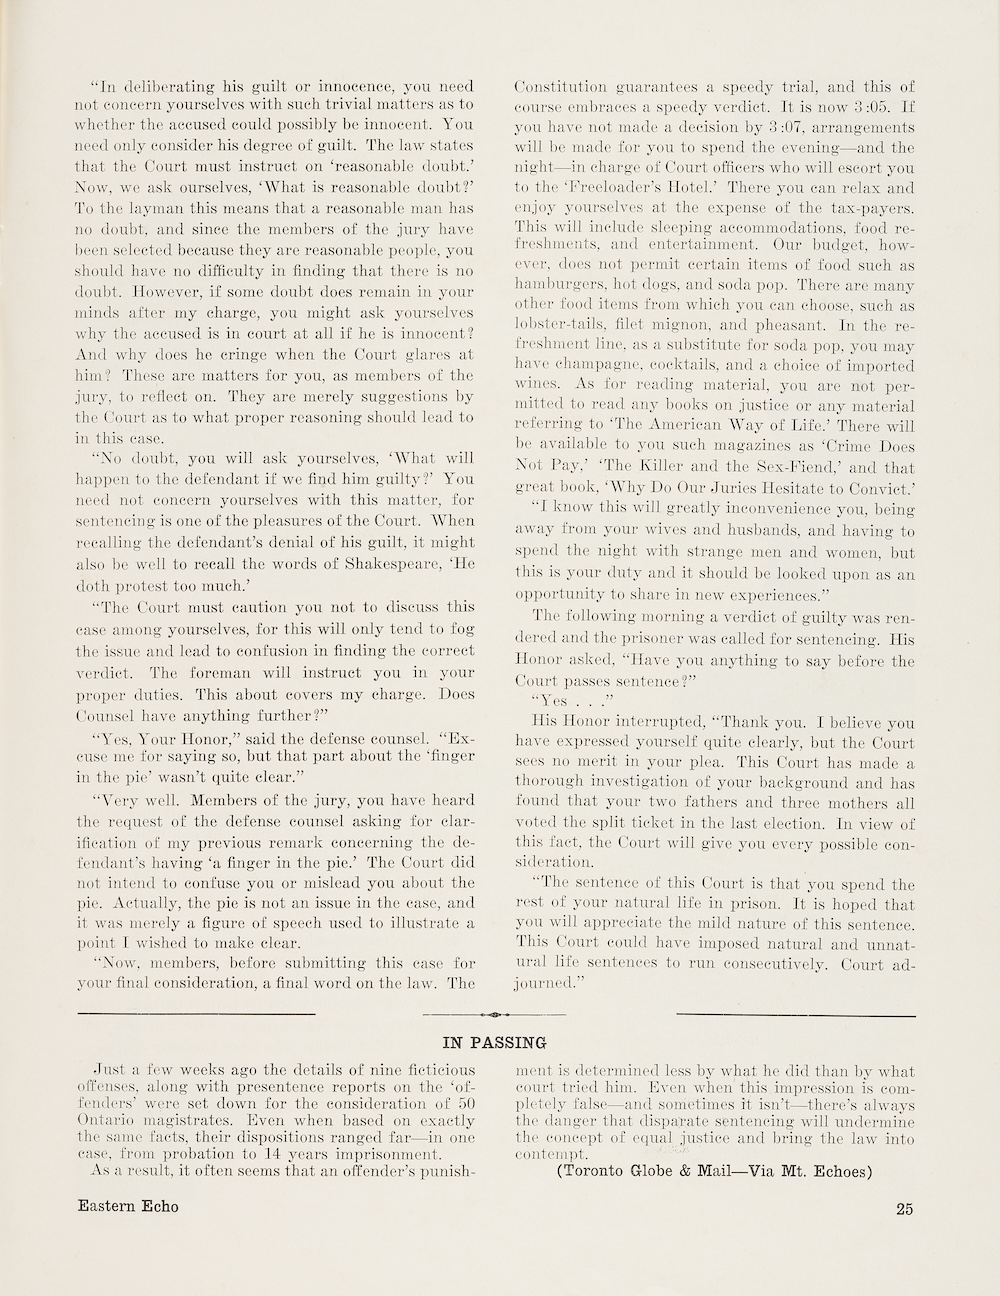 “In deliberating his guilt or innocence, you need
not concern yourselves with such trivial matters as to
whether the accused could possibly be innocent. You
need only consider his degree of guilt. The law states
that the Court must instruct on ‘reasonable doubt.’
Now, we ask ourselves, ‘What is reasonable doubt?’
To the layman this means that a reasonable man has
no doubt, and since the members of the jury have
been selected because they are reasonable people, you
should have no difficulty in finding that there is no
doubt. However, if some doubt does remain in your
minds after my charge, you might ask yourselves
why the accused is in court at all if he is innocent?
And why does he cringe when the Court glares at
him? These are matters for you, as members of the
jury, to reflect on. They are merely suggestions by
the Court as to what proper reasoning should lead to
in this case.
“No doubt, you will ask yourselves, ‘What will
happen to the defendant if we find him guilty?’ You
need not concern yourselves with this matter, for
sentencing is one of the pleasures of the Court. When
recalling the defendant’s denial of his guilt, it might
also be well to recall the words of Shakespeare, ‘He
doth protest too much.’
“The Court must caution you not to discuss this
case among yourselves, for this will only tend to fog
the issue and lead to confusion in finding the correct
verdict. The foreman will instruct you in your
proper duties. This about covers my charge. Does
Counsel have anything further?”
“Yes, Your Honor,” said the defense counsel. “Ex-
cuse me for saying so, but that part about the ‘finger
in the pie’ wasn’t quite clear.”
“Very well. Members of the jury, you have heard
the request of the defense counsel asking for clar-
ification of my previous remark concerning the de-
fendant’s having ‘a finger in the pie.’ The Court did
not intend to confuse you or mislead you about the
pie. Actually, the pie is not an issue in the case, and
it was merely a figure of speech used to illustrate a
point I wished to make clear.
“Now, members, before submitting this case for
your final consideration, a final word on the law. The
Constitution guarantees a speedy trial, and this of
course embraces a speedy verdict. It is now 3:05. If
you have not made a decision by 3:07, arrangements
will be made for you to spend the evening—and the
night—in charge of Court officers who will escort you
to the ‘Freeloader’s Hotel.’ There you can relax and
enjoy yourselves at the expense of the tax-payers.
This will include sleeping accommodations, food re-
freshments, and entertainment. Our budget, how-
ever, does not permit certain items of food such as
hamburgers, hot dogs, and soda pop. There are many
other food items from which you can choose, such as
lobster-tails, filet mignon, and pheasant. In the re-
freshment line, as a substitute for soda pop, you may
have champagne, cocktails, and a choice of imported
wines. As for reading material, you are not per-
mitted to read any books on justice or any material
referring to ‘The American Way of Life.’ There will
be available to you such magazines as ‘Crime Does
Not Pay,’ ‘The Killer and the Sex-Fiend,’ and that
great book, ‘Why Do Our Juries Hesitate to Convict.’
“I know this will greatly inconvenience you, being
away from your wives and husbands, and having to
spend the night with strange men and women, but
this is your duty and it should be looked upon as an
opportunity to share in new experiences.”
The following morning a verdict of guilty was ren-
dered and the prisoner was called for sentencing. His
Honor asked, “Have you anything to say before the
Court passes sentence?”
“Yes . . .”
His Honor interrupted, “Thank you. I believe you
have expressed yourself quite clearly, but the Court
sees no merit in your plea. This Court has made a
thorough investigation of your background and has
found that your two fathers and three mothers all
voted the split ticket in the last election. In view of
this fact, the Court will give you every possible con-
sideration.
“The sentence of this Court is that you spend the
rest of your natural life in prison. It is hoped that
you will appreciate the mild nature of this sentence.
This Court could have imposed natural and unnat-
ural life sentences to run consecutively. Court ad-
journed.”
IN PASSING
Just a few weeks ago the details of nine ficticious
offenses, along with presentence reports on the ‘of-
fenders’ were set down for the consideration of 50
Ontario magistrates. Even when based on exactly
the same facts, their dispositions ranged far—in one
case, from probation to 14 years imprisonment.
As a result, it often seems that an offender’s punish-
ment is determined less by what he did than by what
court tried him. Even when this impression is com-
pletely false—and sometimes it isn’t—there’s always
the danger that disparate sentencing will undermine
the concept of equal justice and bring the law into
contempt.
(Toronto Globe & Mail—Via Mt. Echoes)
Eastern Echo
25